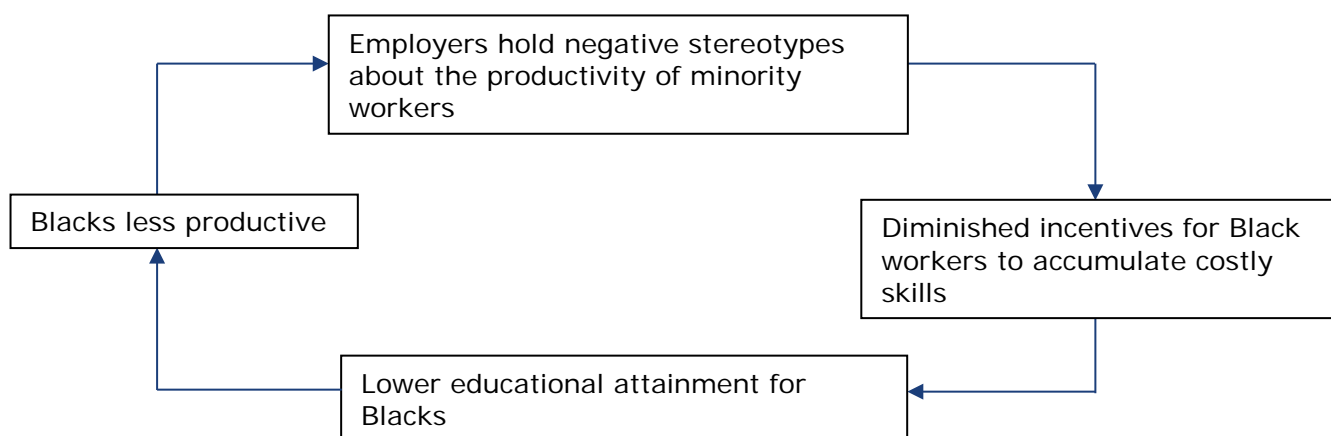 Employers hold negative stereotypes
about the productivity of minority
workers
Blacks less productive
Diminished incentives for Black
workers to accumulate costly
skills
Lower educational attainment for
Blacks